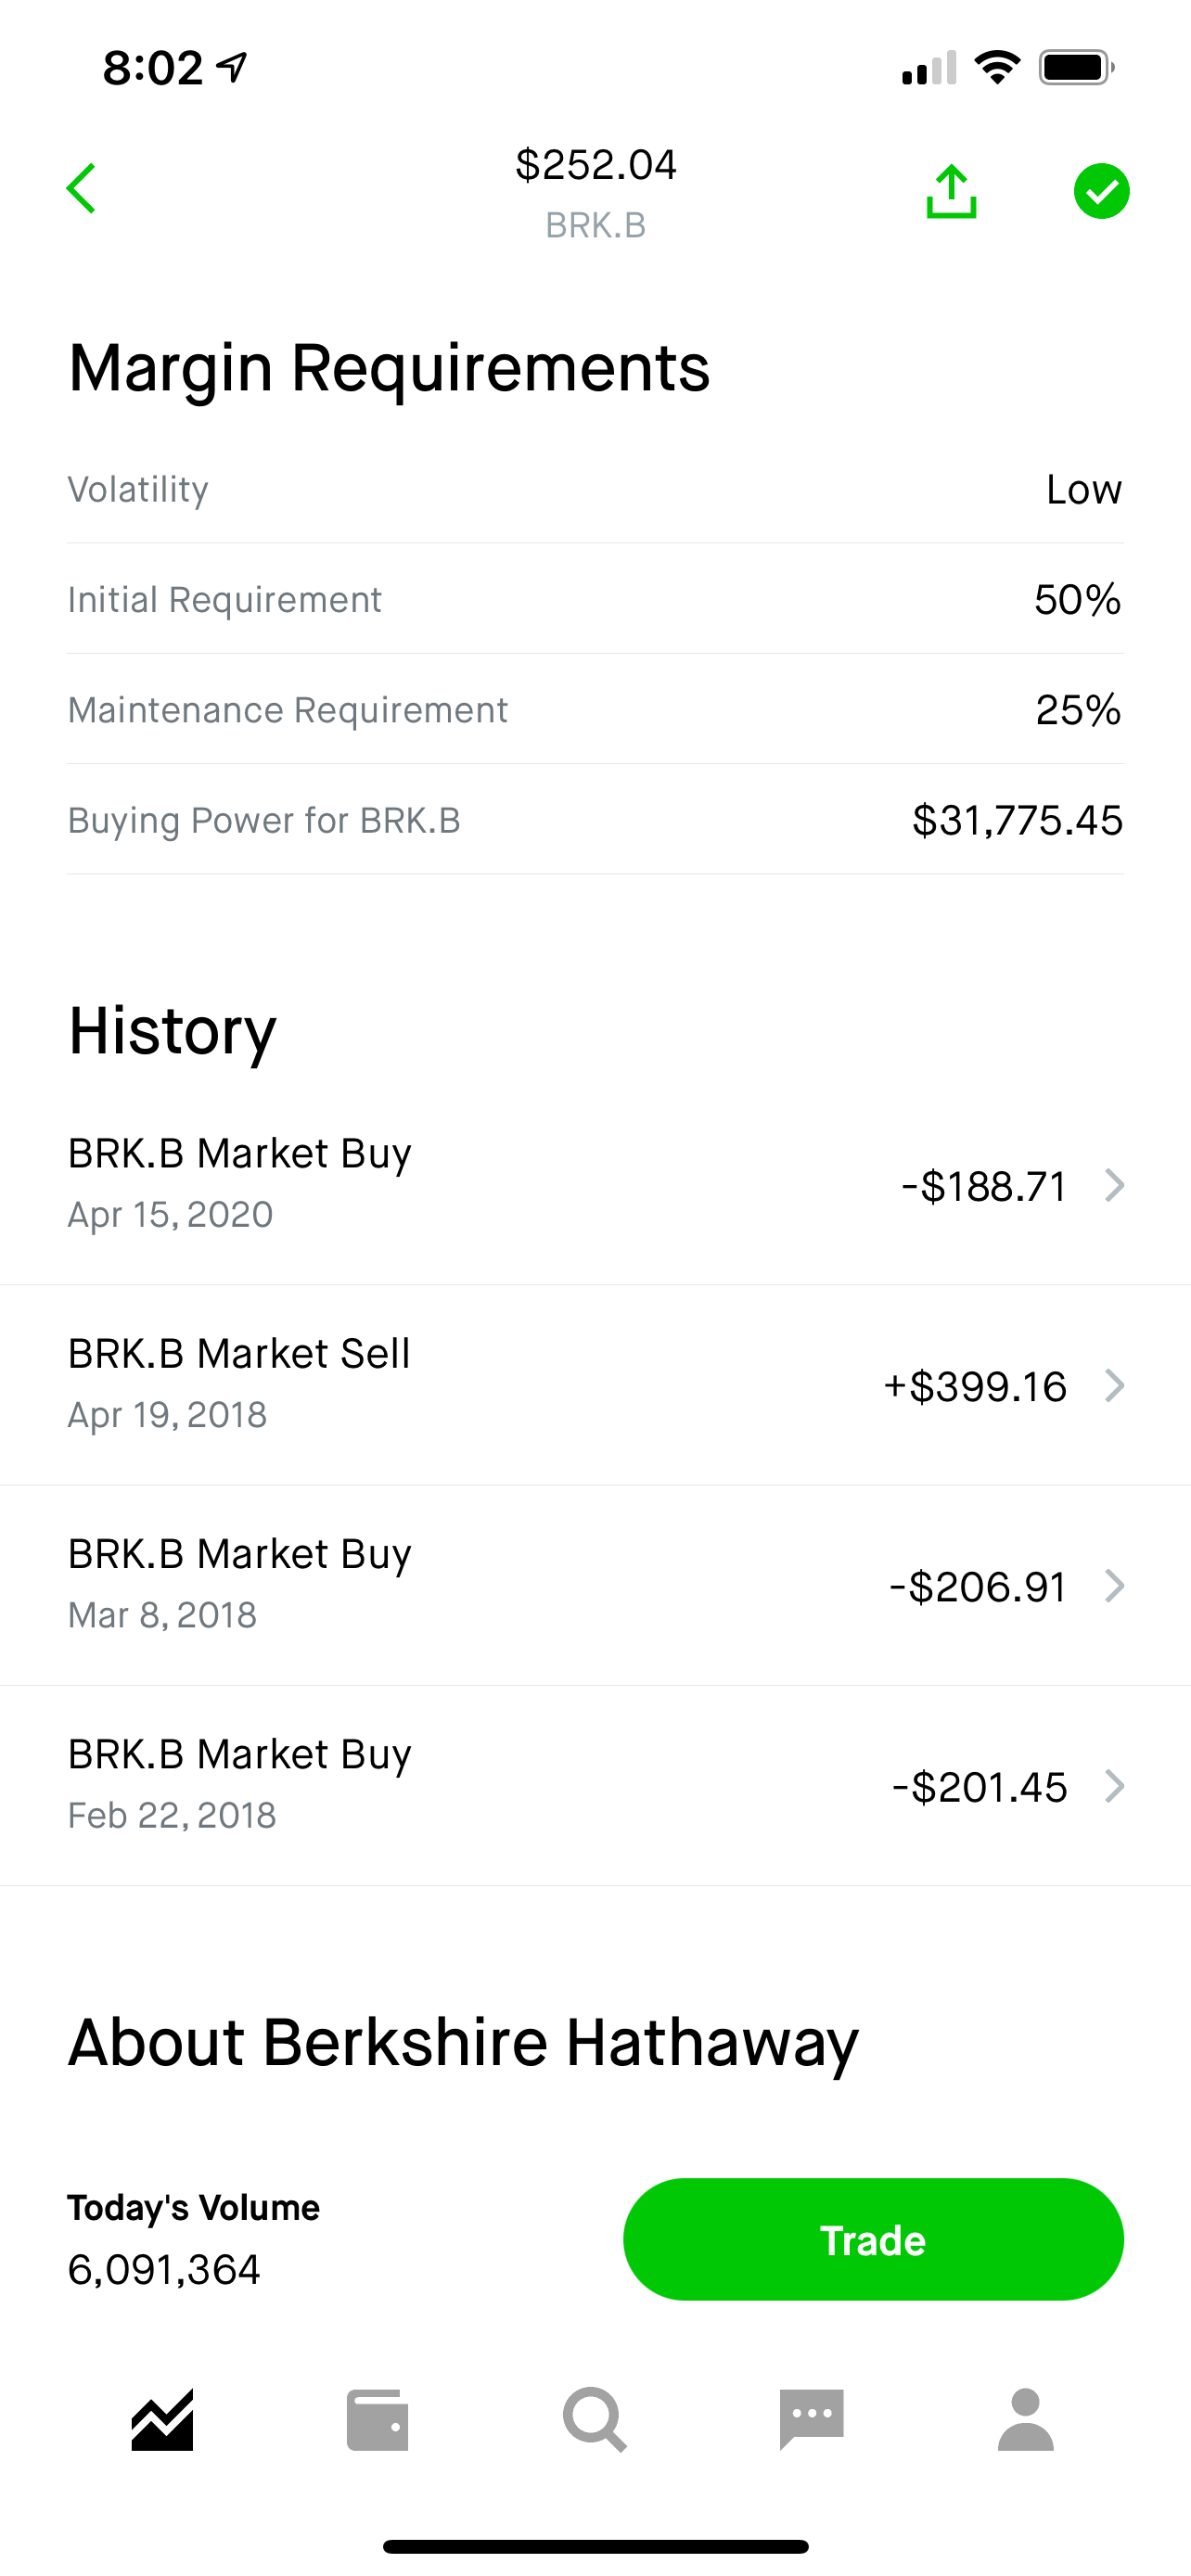 8:02
$252.04
BRK.B
Margin Requirements
Volatility Low
Initial Requirement 50%
Maintenance Requirement 25%
Buying Power for BRK.B $31,775.45
History
BRK.B Market Buy
Apr 15, 2020
-$188.71
BRK.B Market Sell
Apr 19, 2018
+$399.16
BRK.B Market Buy
Mar 8, 2018
-$206.91
BRK.B Market Buy
Feb 22, 2018
-$201.45
About Berkshire Hathaway
Today's Volume
6,091,364
Trade